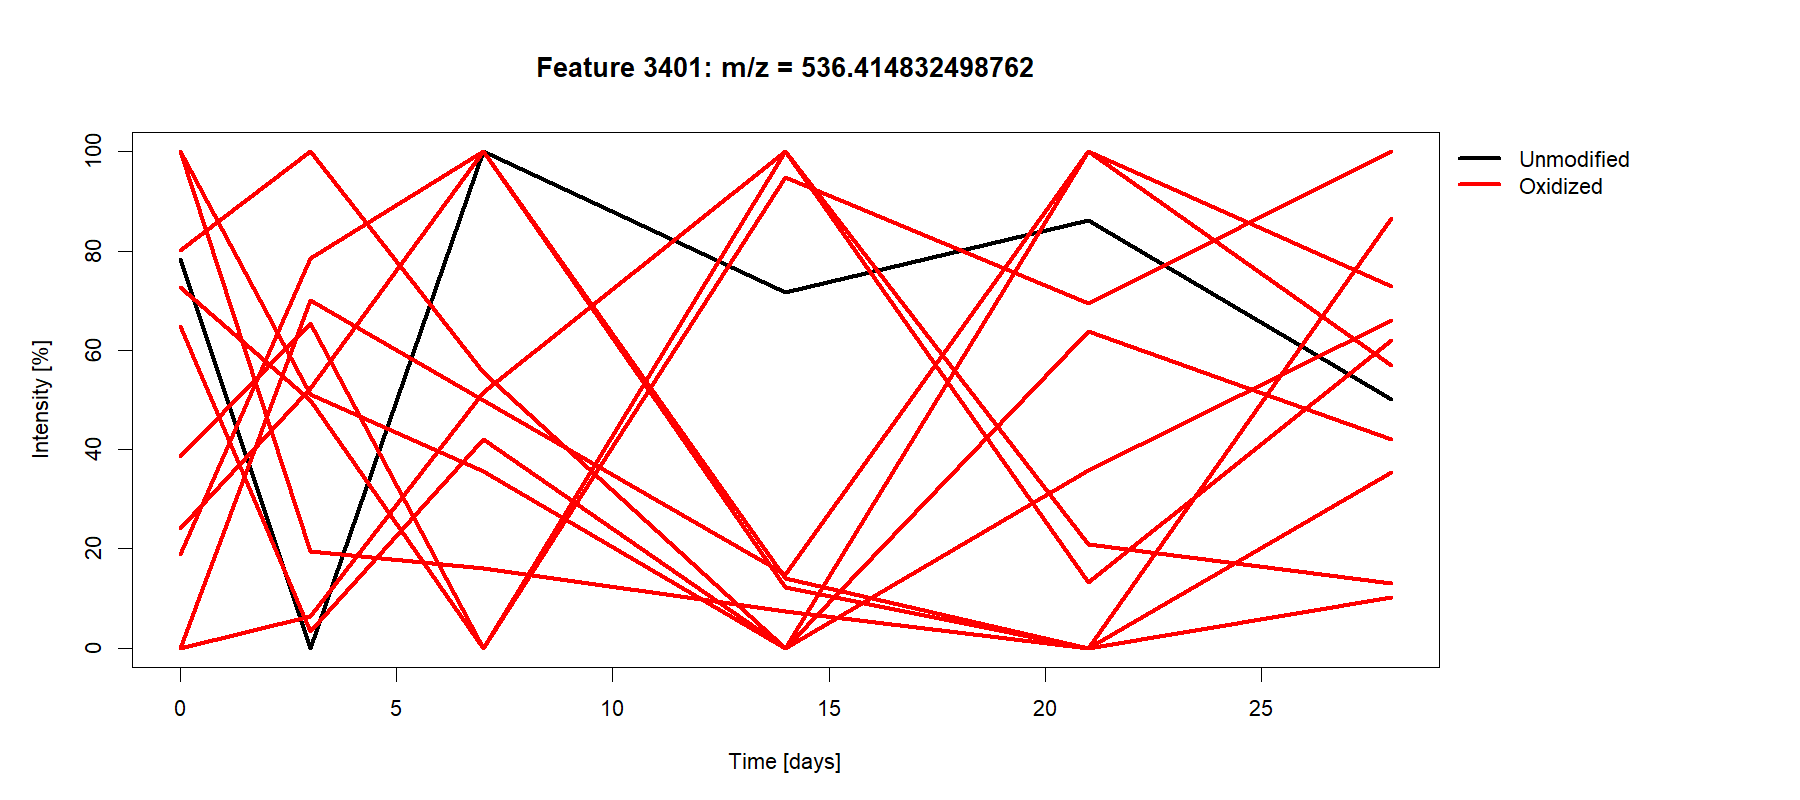 Feature 3401: m/z = 536.414832498762
Unmodified
Oxidized
Intensity [%]
100
80
60
40
20
0
0 5 10 15 20 25
Time [days]